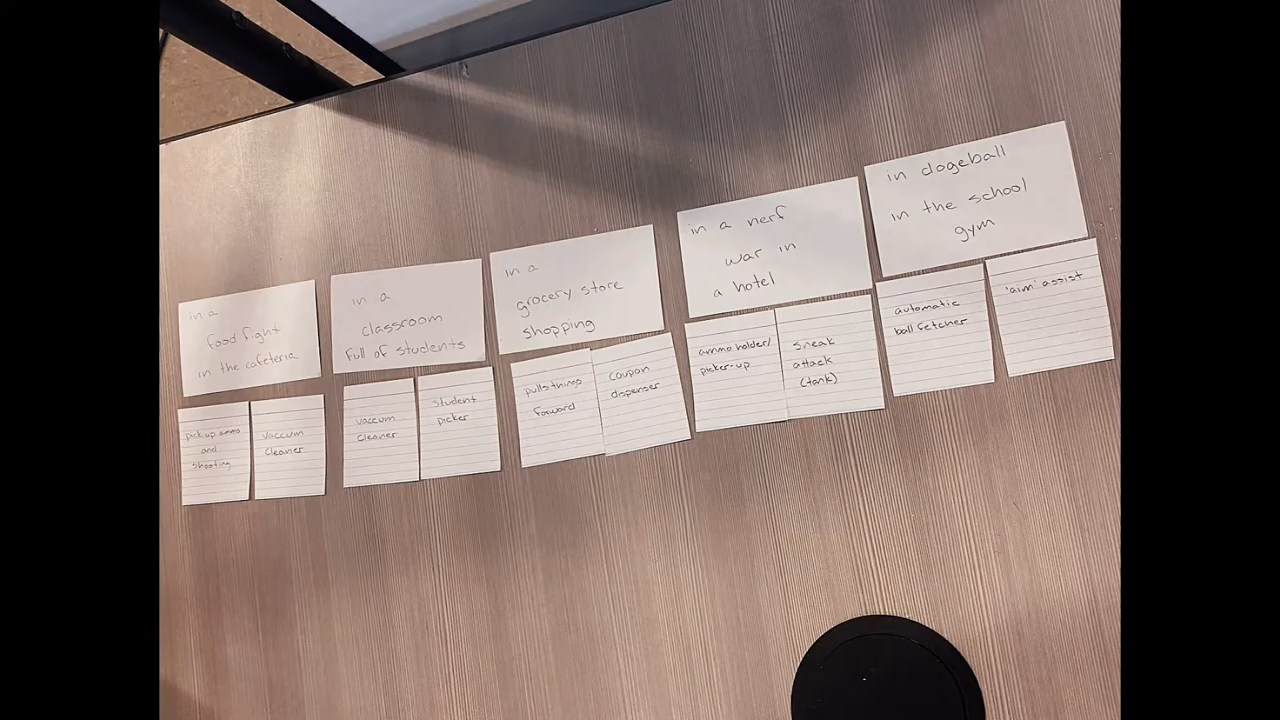 in a
food fight
in the cafeteria
pick up ammo
and
shooting
vaccum
cleaner
in a
classroom
full of students
vaccum
cleaner
student
picker
in a
grocery store
shopping
pulls things
forward
coupon
dispenser
in a nerf
war in
a hotel
ammo holder/
picker-up
sneak
attack
(tank)
in dogeball
in the school
gym
automatic
ball fetcher
'aim' assist